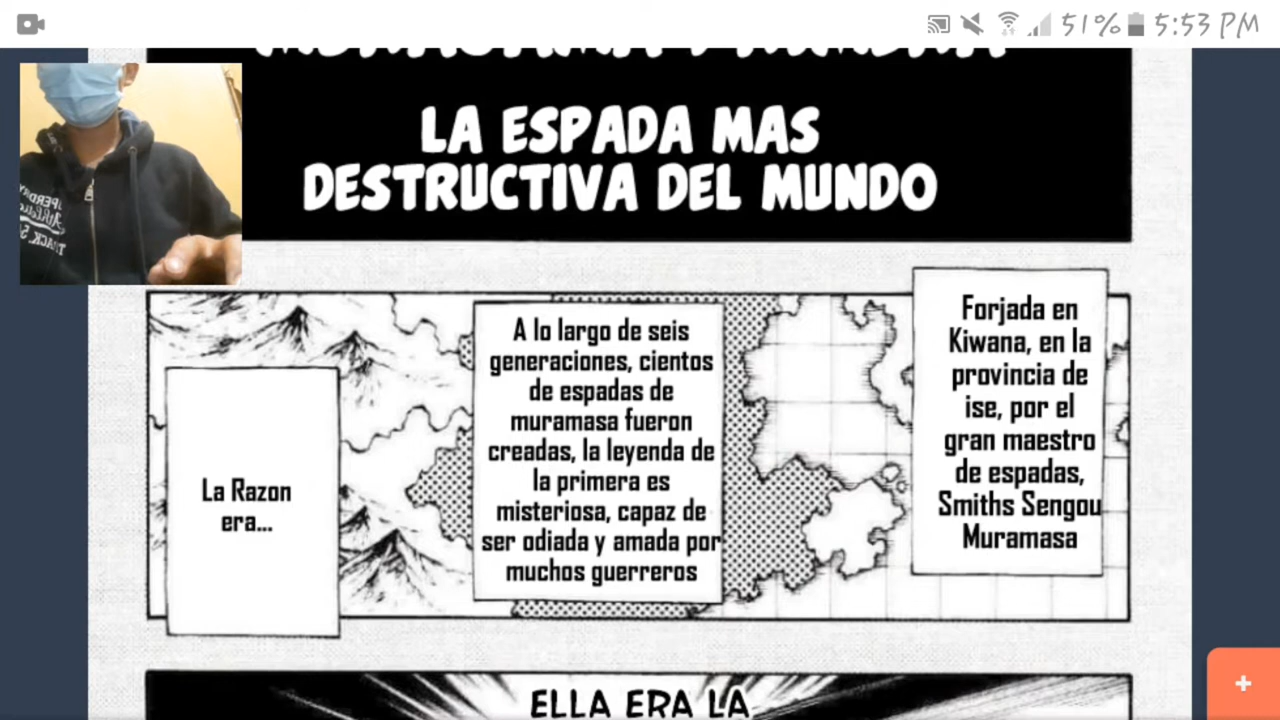 51% 5:53 PM
LA ESPADA MAS
DESTRUCTIVA DEL MUNDO
Forjada en
Kiwana, en la
provincia de
ise, por el
gran maestro
de espadas,
Smiths Sengou
Muramasa
A lo largo de seis
generaciones, cientos
de espadas de
muramasa fueron
creadas, la leyenda de
la primera es
misteriosa, capaz de
ser odiada y amada por
muchos guerreros
La Razon
era...
ELLA ERA LA
+